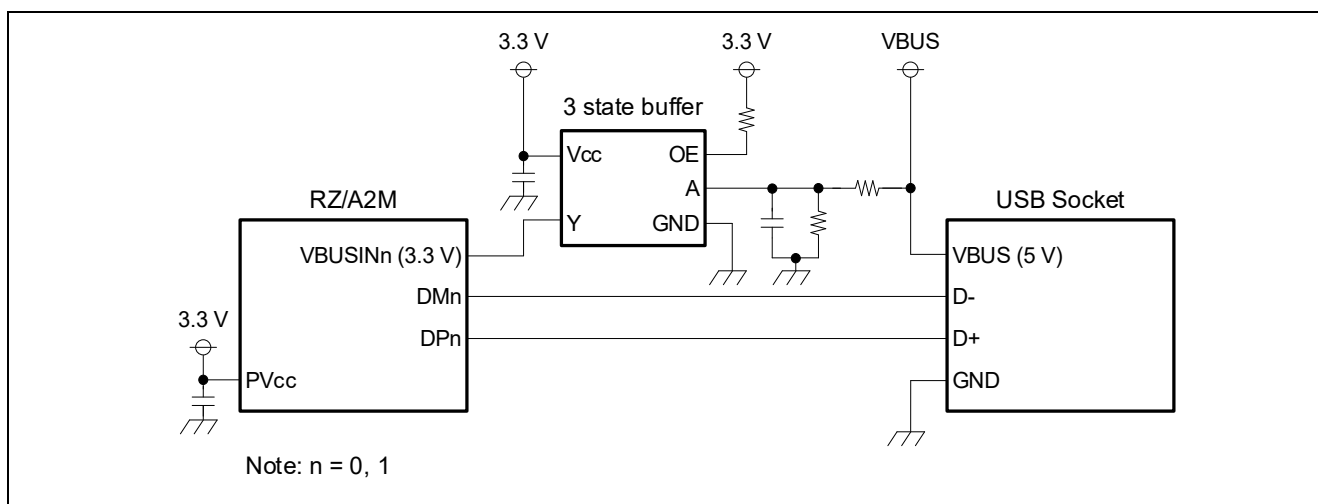 3.3 V
3.3 V
VBUS
3 state buffer
Vcc
OE
A
Y
GND
RZ/A2M
USB Socket
VBUSINn (3.3 V)
VBUS (5 V)
DMn
D-
3.3 V
DPn
D+
PVcc
GND
Note: n = 0, 1